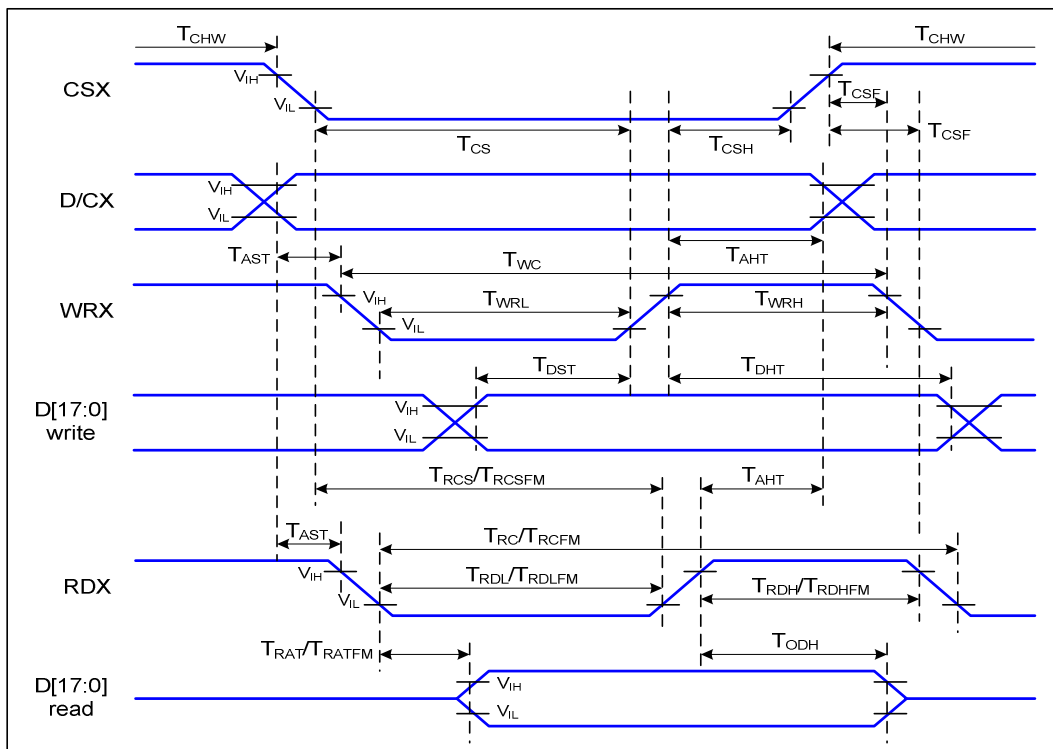 TCHW TCHW
CSX VIH VIL
TCSF
TCSF
TCS TCSH
D/CX VIH VIL
TAST TWC TAHT
WRX VIH VIL
TWRL TWRH
TDST TDHT
D[17:0] write VIH VIL
TRCS/TRCSFM TAHT
TAST TRC/TRCFM
RDX VIH VIL
TRDL/TRDLFM TRDH/TRDHFM
TRAT/TRATFM TODH
D[17:0] read VIH VIL